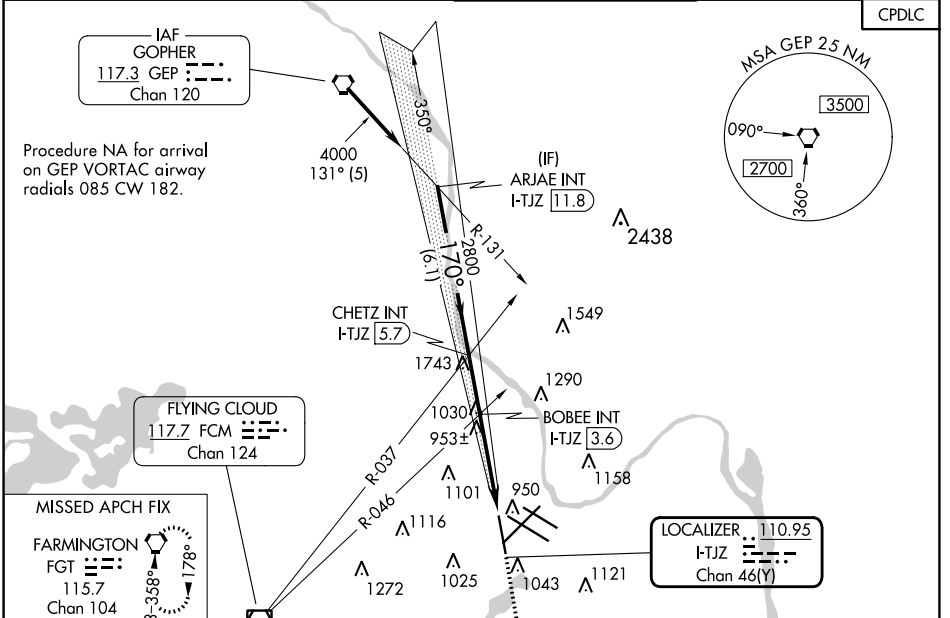 CPDLC
IAF
GOPHER
117.3 GEP
Chan 120
Procedure NA for arrival
on GEP VORTAC airway
radials 085 CW 182.
4000
131° (5)
350°
(IF)
ARJAE INT
I-TJZ 11.8
MSA GEP 25 NM
3500
090°
2700
360°
2438
R-131
2800
170°
(6.1)
CHETZ INT
I-TJZ 5.7
1549
1743
1290
FLYING CLOUD
117.7 FCM
Chan 124
1030
953±
BOBEE INT
I-TJZ 3.6
R-037
R-046
1158
1101
950
1116
1272
1025
1043
1121
LOCALIZER 110.95
I-TJZ
Chan 46(Y)
MISSED APCH FIX
FARMINGTON
FGT
115.7
Chan 104
358°
178°